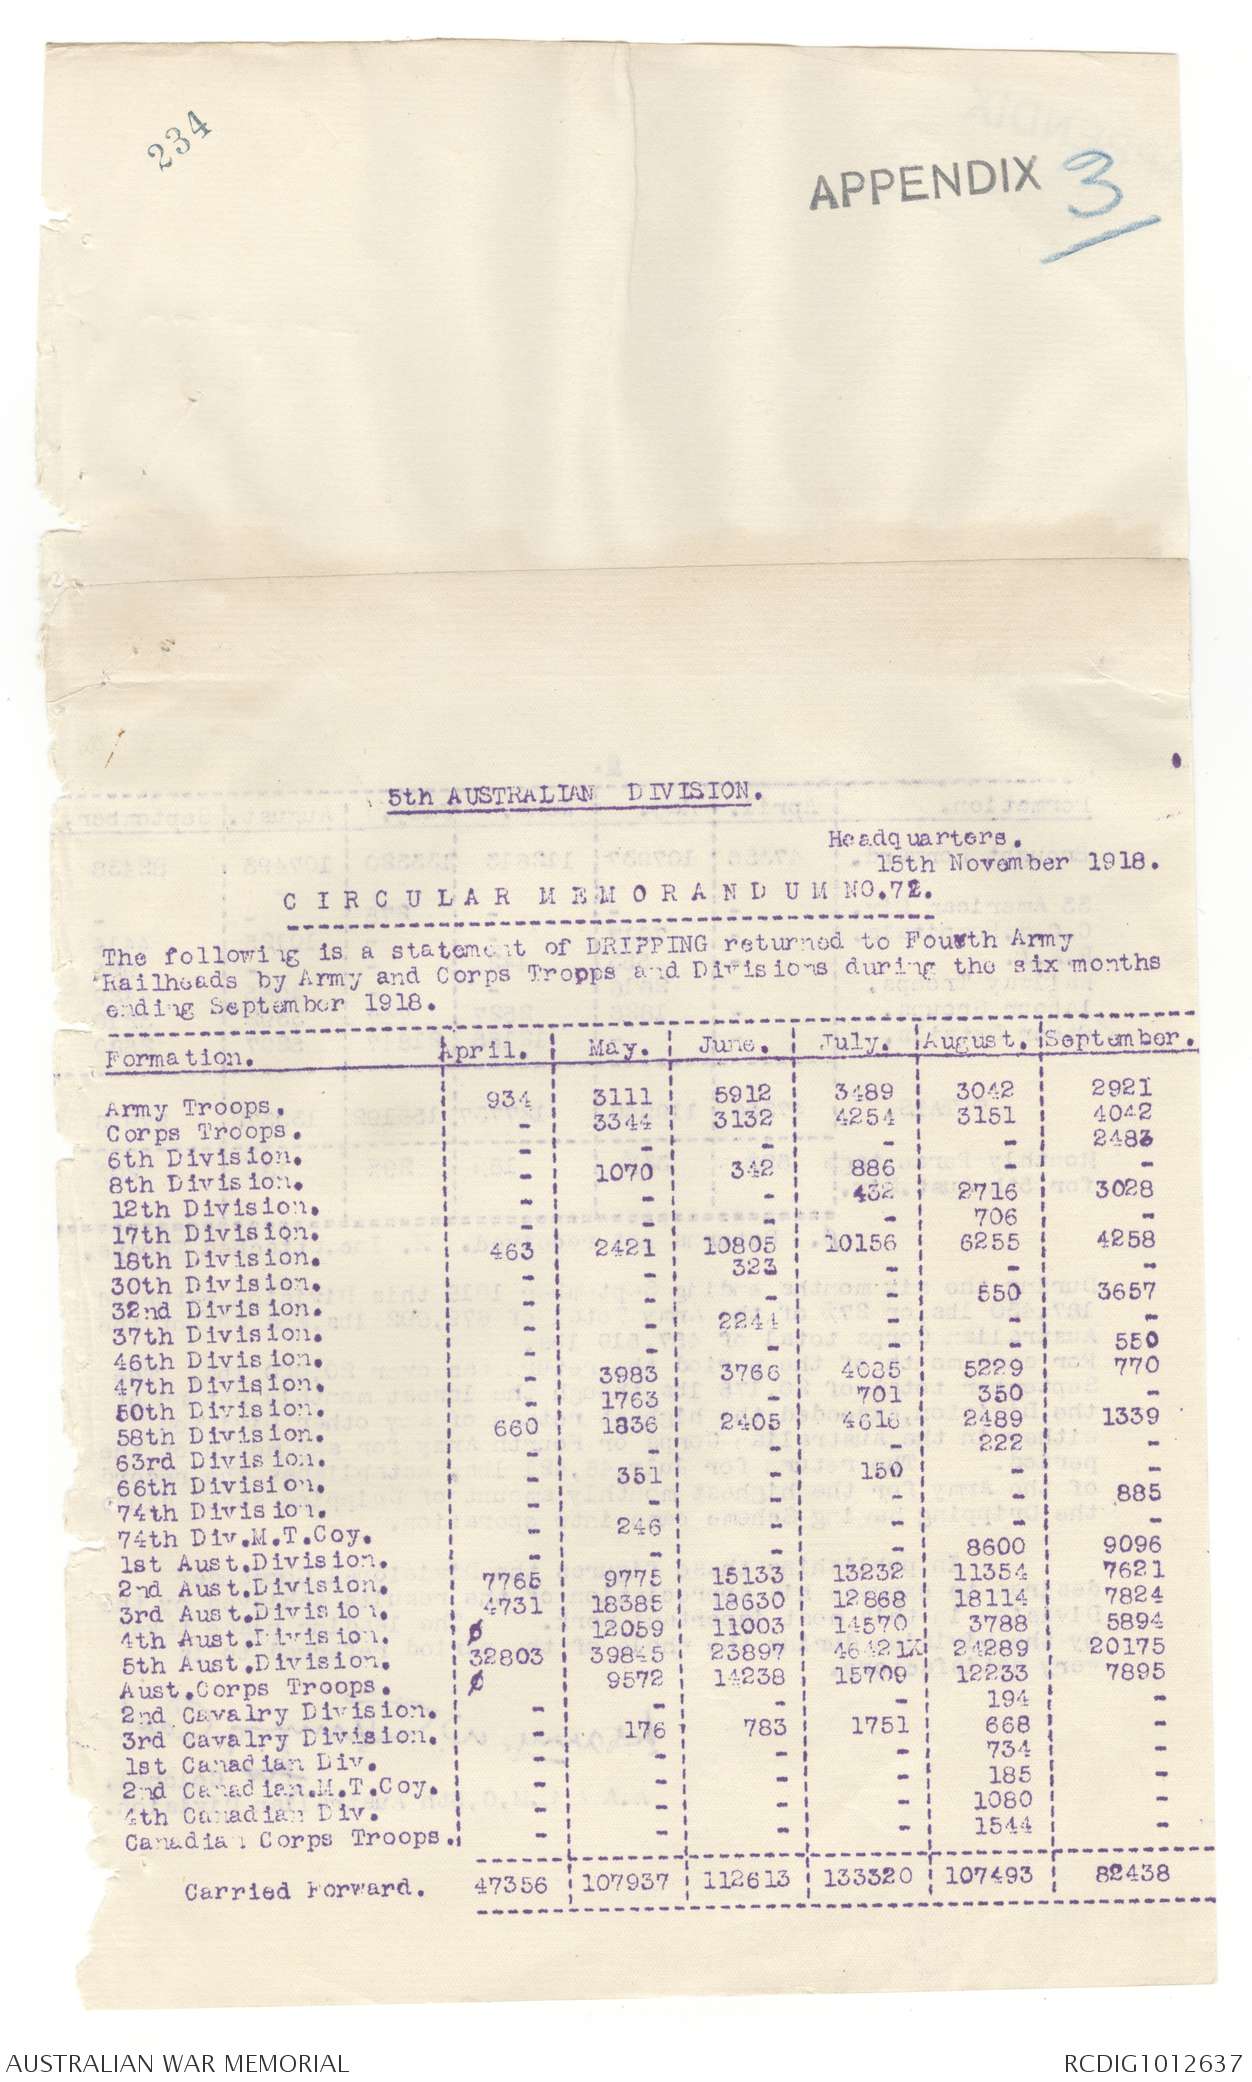 234
APPENDIX 3
5th AUSTRALIAN DIVISION.
Headquarters.
15th November 1918.
CIRCULAR MEMORANDUM NO.72.
The following is a statement of DRIPPING returned to Fourth Army
Railheads by Army and Corps Tropps and Divisions during the six months
ending September 1918.
Formation. April. May. June. July. August. September.
Army Troops. 934 3111 5912 3489 3042 2921
Corps Troops. - 3344 3132 4254 3151 4042
6th Division. - - - - - 2483
8th Division. - 1070 342 886 - -
12th Division. - - - 432 2716 3028
17th Division. - - - - 706 -
18th Division. 463 2421 10805 10156 6255 4258
30th Division. - - 323 - - -
32nd Division. - - - - 550 3657
37th Division. - - 2244 - - -
46th Division. - - - - - 550
47th Division. - 3983 3766 4085 5229 770
50th Division. - 1763 - 701 350 -
58th Division. 660 1836 2405 4616 2489 1339
63rd Division. - - - - 222 -
66th Division. - 351 - 150 - -
74th Division. - - - - - 885
74th Div.M.T.Coy. - 246 - - - -
1st Aust.Division. - - - - 8600 9096
2nd Aust.Division. 7765 9775 15133 13232 11354 7621
3rd Aust.Division. 4731 18385 18630 12868 18114 7824
4th Aust.Division. ø 12059 11003 14570 3788 5894
5th Aust.Division. 32803 39845 23897 46421X 24289 20175
Aust.Corps Troops. ø 9572 14238 15709 12233 7895
2nd Cavalry Division. - - - - 194 -
3rd Cavalry Division. - 176 783 1751 668 -
1st Canadian Div. - - - - 734 -
2nd Canadian.M.T.Coy. - - - - 185 -
4th Canadian Div. - - - - 1080 -
Canadian Corps Troops. - - - - 1544 -
Carried Forward. 47356 107937 112613 133320 107493 82438
AUSTRALIAN WAR MEMORIAL
RCDIG1012637